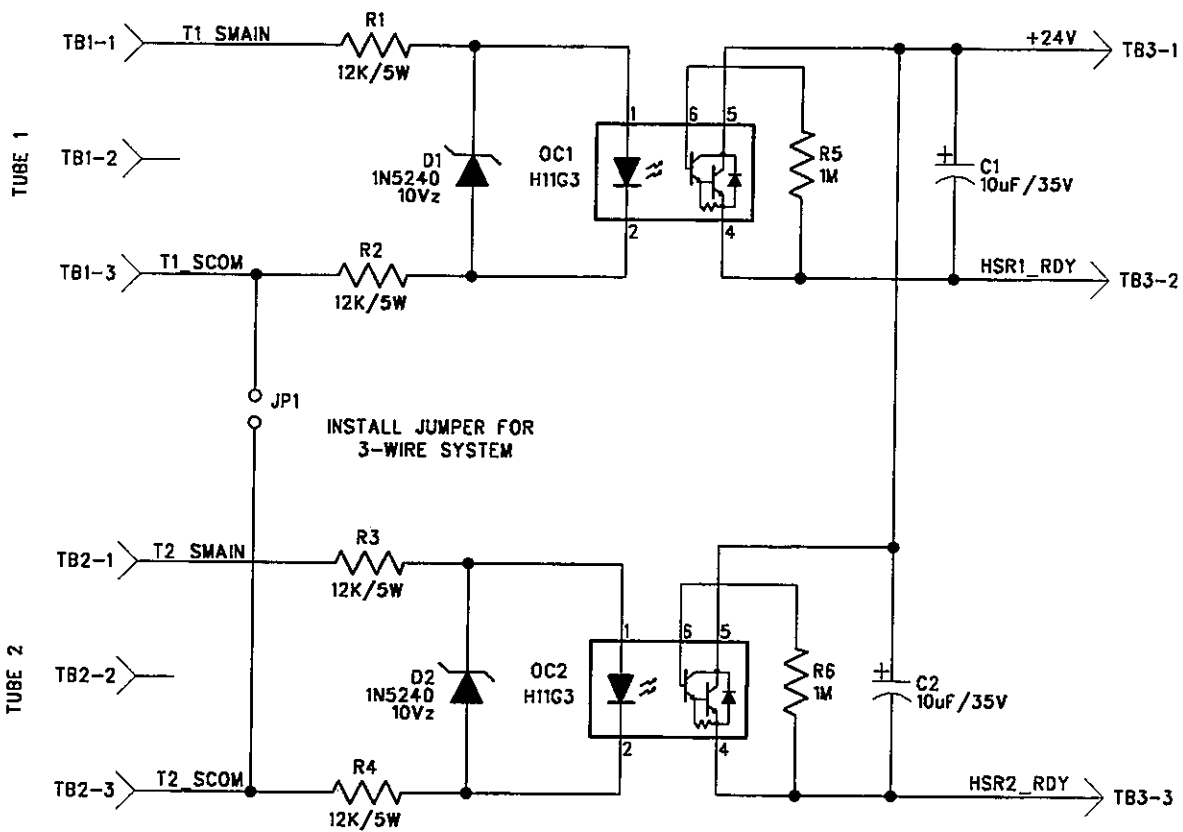 TUBE 1
TB1-1
T1_SMAIN
R1
12K/5W
TB1-2
D1
1N5240
10Vz
OC1
H11G3
1
2
6
5
4
R5
1M
C1
10uF/35V
+
+24V
TB3-1
TB1-3
T1_SCOM
R2
12K/5W
HSR1_RDY
TB3-2
JP1
INSTALL JUMPER FOR
3-WIRE SYSTEM
TUBE 2
TB2-1
T2_SMAIN
R3
12K/5W
TB2-2
D2
1N5240
10Vz
OC2
H11G3
1
2
6
5
4
R6
1M
+
C2
10uF/35V
TB2-3
T2_SCOM
R4
12K/5W
HSR2_RDY
TB3-3